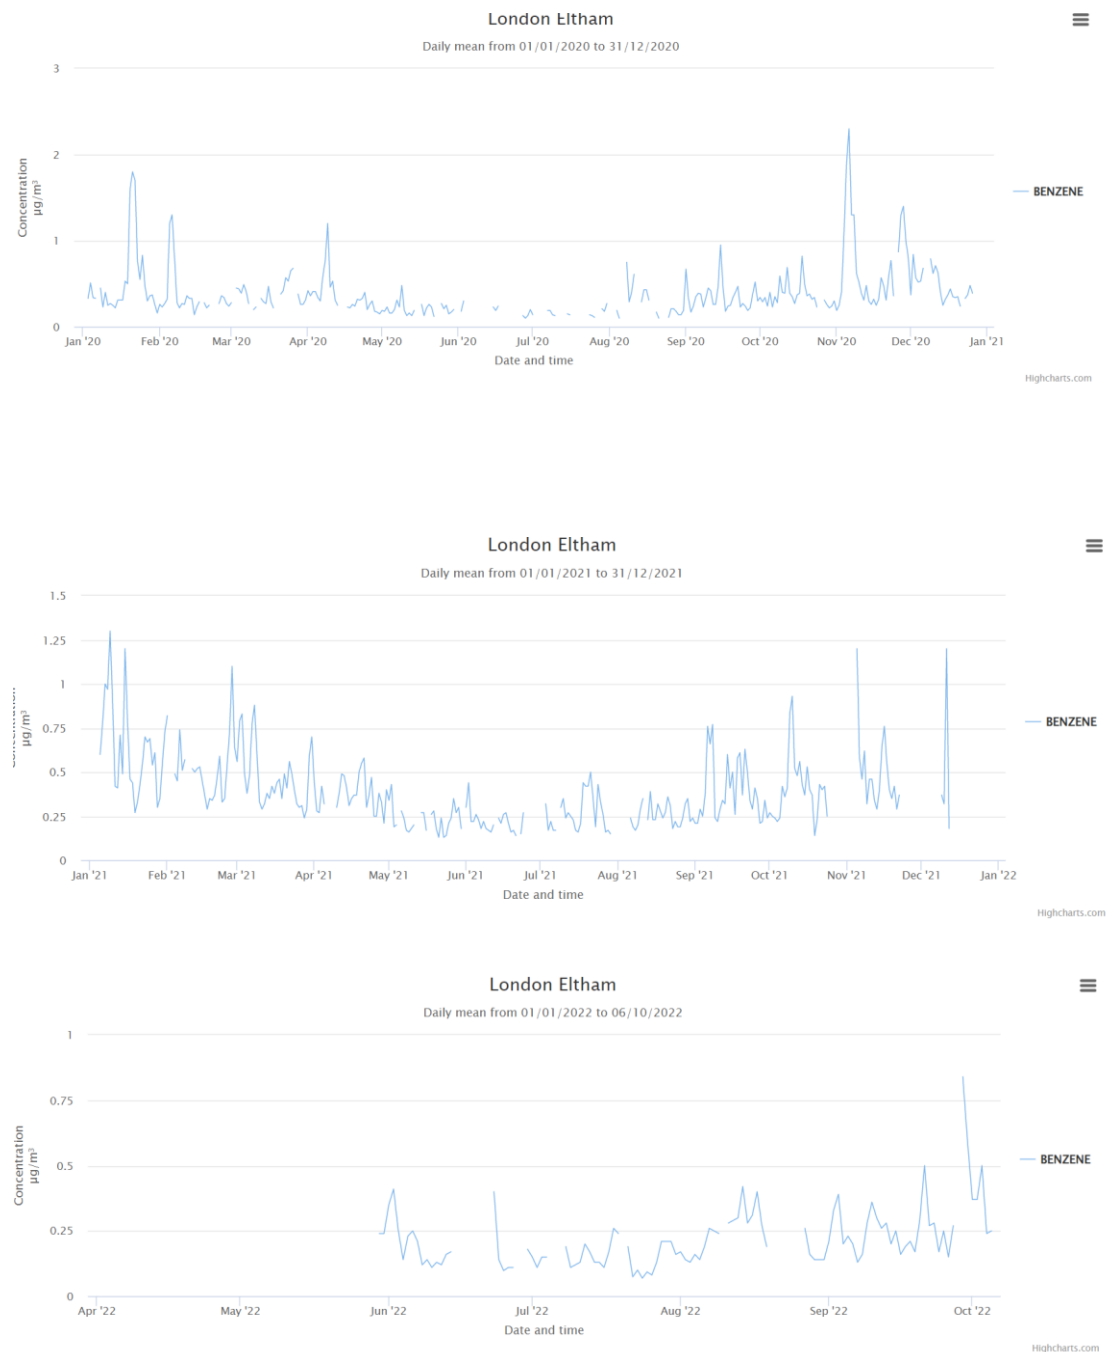 London Eltham
Daily mean from 01/01/2020 to 31/12/2020
3
2
1
0
Concentration
µg/m³
Jan '20 Feb '20 Mar '20 Apr '20 May '20 Jun '20 Jul '20 Aug '20 Sep '20 Oct '20 Nov '20 Dec '20 Jan '21
Date and time
BENZENE
Highcharts.com
London Eltham
Daily mean from 01/01/2021 to 31/12/2021
1.5
1.25
1
0.75
0.5
0.25
0
µg/m³
Jan '21 Feb '21 Mar '21 Apr '21 May '21 Jun '21 Jul '21 Aug '21 Sep '21 Oct '21 Nov '21 Dec '21 Jan '22
Date and time
BENZENE
Highcharts.com
London Eltham
Daily mean from 01/01/2022 to 06/10/2022
1
0.75
0.5
0.25
0
Concentration
µg/m³
Apr '22 May '22 Jun '22 Jul '22 Aug '22 Sep '22 Oct '22
Date and time
BENZENE
Highcharts.com